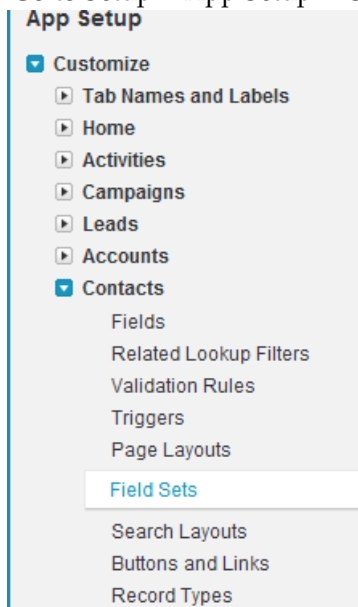 App Setup
Customize
Tab Names and Labels
Home
Activities
Campaigns
Leads
Accounts
Contacts
Fields
Related Lookup Filters
Validation Rules
Triggers
Page Layouts
Field Sets
Search Layouts
Buttons and Links
Record Types